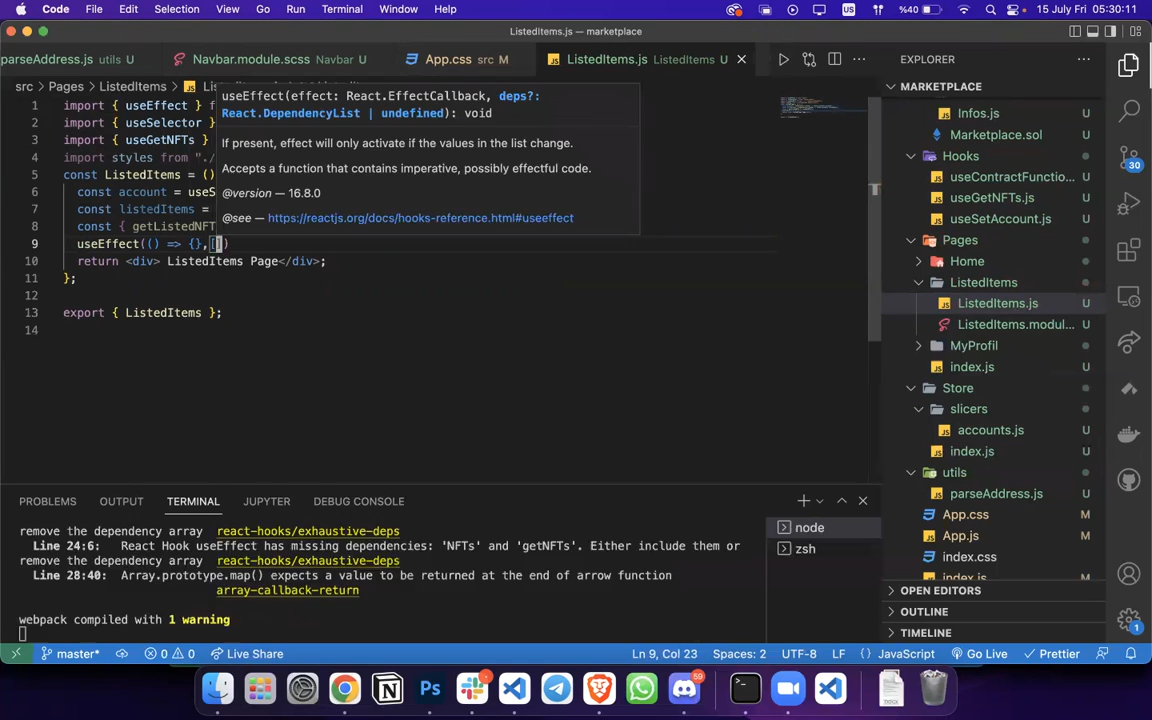 Code File Edit Selection View Go Run Terminal Window Help
US %40 15 July Fri 05:30:11
ListedItems.js — marketplace
parseAddress.js utils U Navbar.module.scss Navbar U App.css src M ListedItems.js ListedItems U
src > Pages > ListedItems >
1 import { useEffect } f
2 import { useSelector }
3 import { useGetNFTs }
4 import styles from "./
5 const ListedItems = ()
6 const account = useS
7 const listedItems =
8 const { getListedNFT
9 useEffect(() => {},[])
10 return <div> ListedItems Page</div>;
11 };
12
13 export { ListedItems };
14
useEffect(effect: React.EffectCallback, deps?:
React.DependencyList | undefined): void
If present, effect will only activate if the values in the list change.
Accepts a function that contains imperative, possibly effectful code.
@version — 16.8.0
@see — https://reactjs.org/docs/hooks-reference.html#useeffect
EXPLORER
MARKETPLACE
Infos.js U
Marketplace.sol U
Hooks
useContractFunctio... U
useGetNFTs.js U
useSetAccount.js U
Pages
Home
ListedItems
ListedItems.js U
ListedItems.modul... U
MyProfil
index.js U
Store
slicers
accounts.js U
index.js U
utils
parseAddress.js U
App.css M
App.js M
index.css
index.js M
OPEN EDITORS
OUTLINE
TIMELINE
30
1
PROBLEMS OUTPUT TERMINAL JUPYTER DEBUG CONSOLE
remove the dependency array react-hooks/exhaustive-deps
Line 24:6: React Hook useEffect has missing dependencies: 'NFTs' and 'getNFTs'. Either include them or
remove the dependency array react-hooks/exhaustive-deps
Line 28:40: Array.prototype.map() expects a value to be returned at the end of arrow function
array-callback-return
webpack compiled with 1 warning
node
zsh
master* 0 0 Live Share Ln 9, Col 23 Spaces: 2 UTF-8 LF JavaScript Go Live Prettier
59